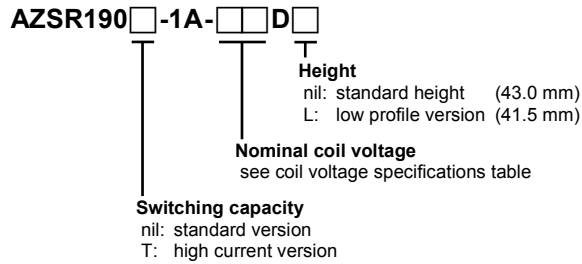 AZSR190□-1A-□□D□
Height
nil: standard height (43.0 mm)
L: low profile version (41.5 mm)
Nominal coil voltage
see coil voltage specifications table
Switching capacity
nil: standard version
T: high current version